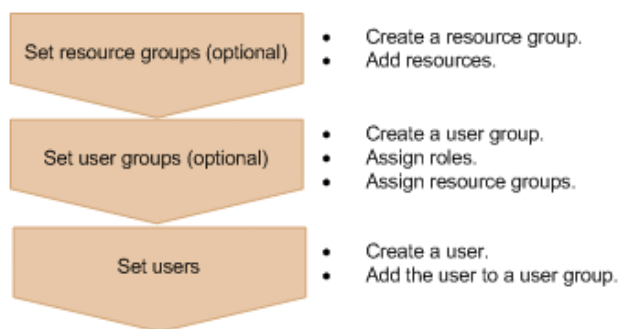 Set resource groups (optional)
• Create a resource group.
• Add resources.
Set user groups (optional)
• Create a user group.
• Assign roles.
• Assign resource groups.
Set users
• Create a user.
• Add the user to a user group.